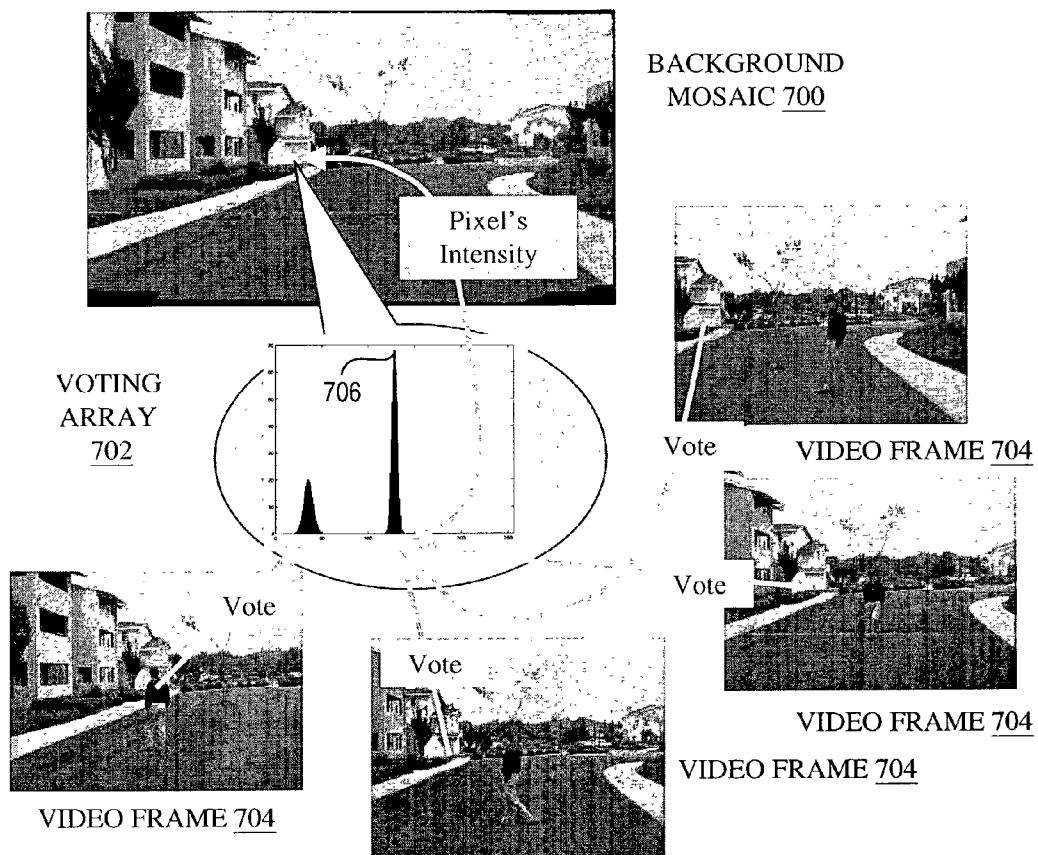 BACKGROUND
MOSAIC 700
Pixel's
Intensity
VOTING
ARRAY
702
706
Vote
VIDEO FRAME 704
Vote
VIDEO FRAME 704
Vote
VIDEO FRAME 704
Vote
VIDEO FRAME 704